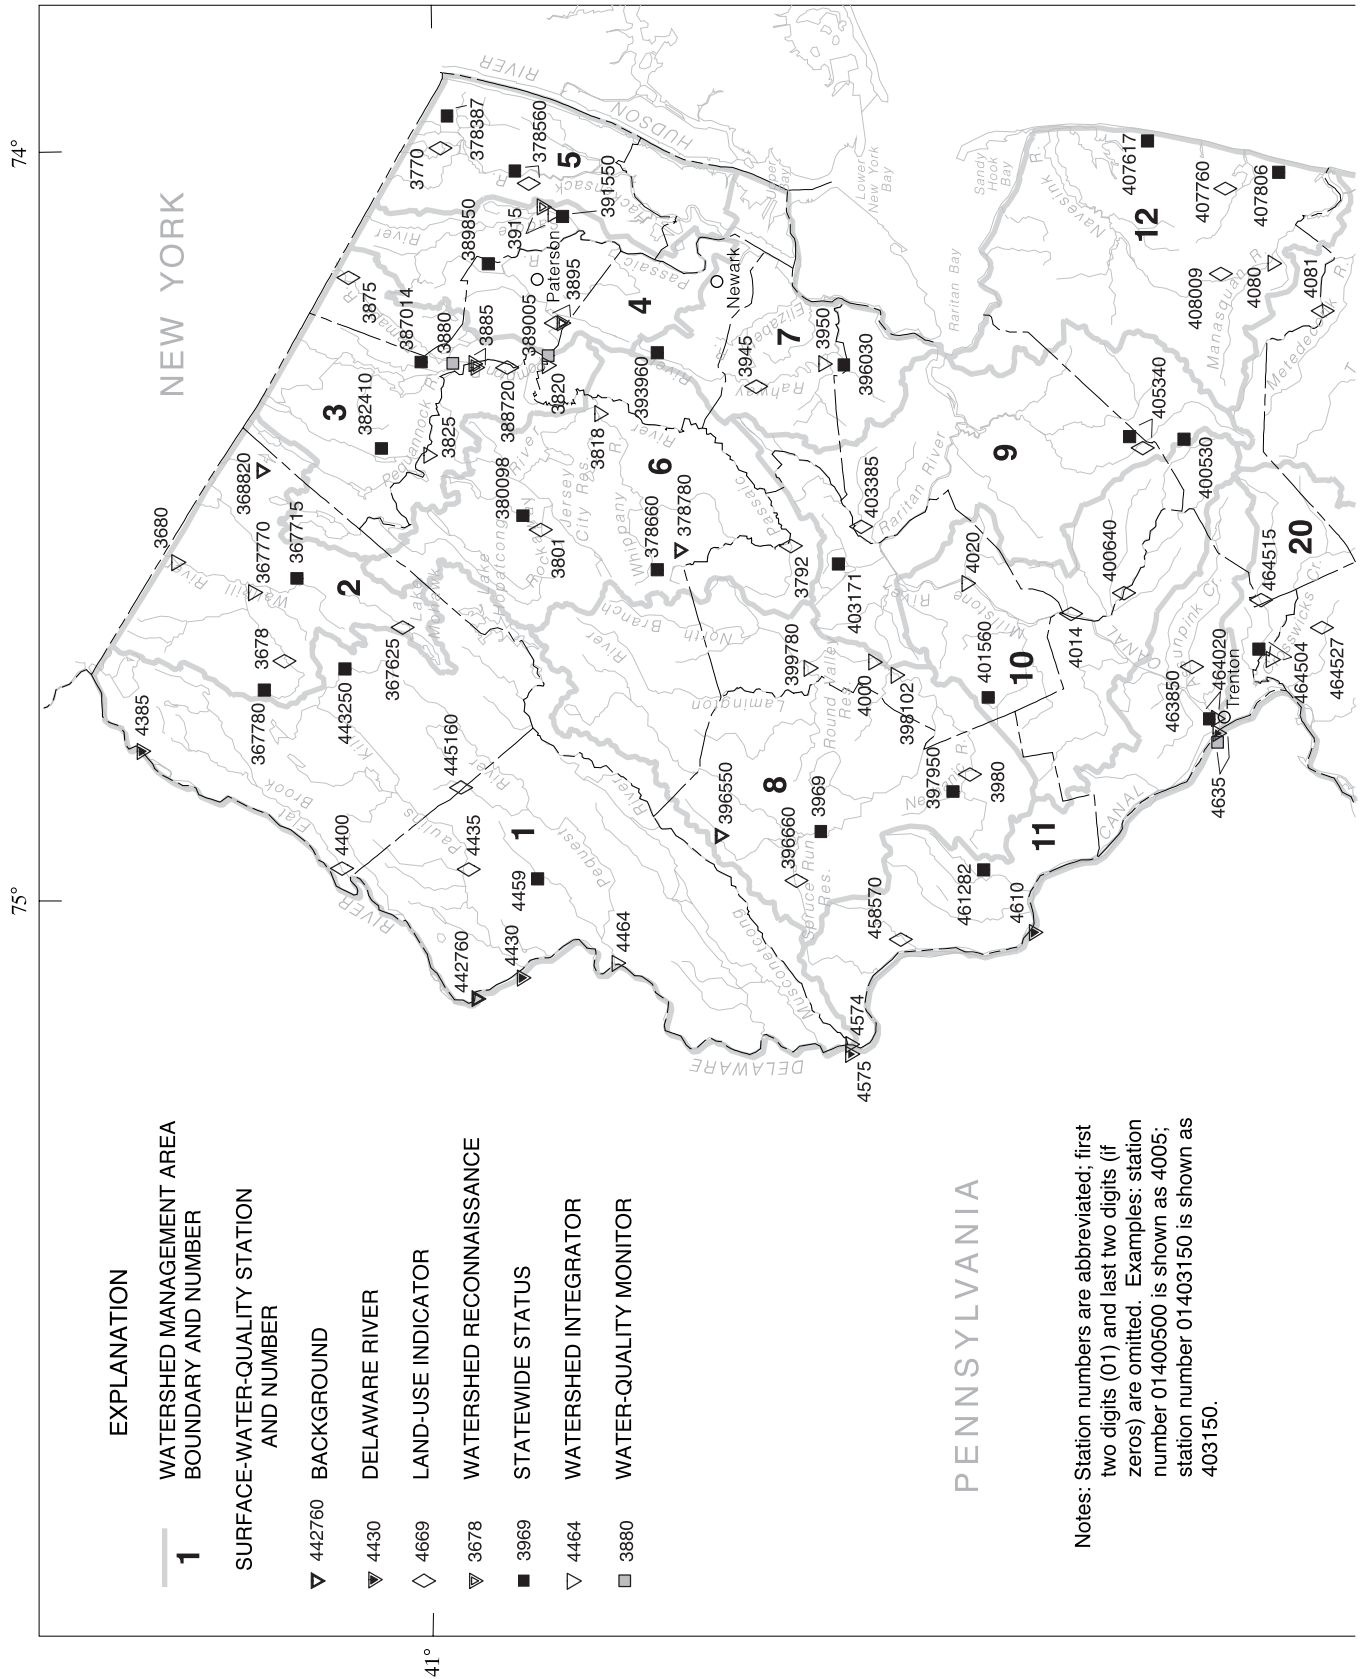 75°
74°
41°
EXPLANATION
WATERSHED MANAGEMENT AREA
BOUNDARY AND NUMBER
1
SURFACE-WATER-QUALITY STATION
AND NUMBER
442760 BACKGROUND
4430 DELAWARE RIVER
4669 LAND-USE INDICATOR
3678 WATERSHED RECONNAISSANCE
3969 STATEWIDE STATUS
4464 WATERSHED INTEGRATOR
3880 WATER-QUALITY MONITOR
PENNSYLVANIA
Notes: Station numbers are abbreviated; first
two digits (01) and last two digits (if
zeros) are omitted. Examples: station
number 01400500 is shown as 4005;
station number 01403150 is shown as
403150.
NEW YORK
HUDSON
RIVER
4385
3680
368820
367770
367715
3678
367780
443250
367625
445160
4400
4435
4459
442760
4430
4464
Flat
Brook
Paulins
Pequest
River
Musconetcong
River
DELAWARE
RIVER
Lake
Mohawk
1
2
3
3875
387014
3880
382410
3825
3885
388720
389005
3820
3818
3895
389850
3915
391550
3770
378387
378560
Paterson
Newark
Pequannock R.
Lake
Hopatcong
Jersey
City Res.
Whippany
R.
Passaic
River
4
5
6
380098
3801
378660
378780
3792
393960
3945
3950
396030
Elizabeth
Rahway
River
7
Lower
New York
Bay
Sandy
Hook
Bay
Raritan Bay
Navesink R.
12
407617
407760
407806
408009
4080
4081
Manasquan R.
Metedeconk R.
396550
396660
3969
8
Spruce Run
Res.
Round Valley
Res.
Lamington
North
Branch
River
399780
4000
398102
403171
403385
Raritan River
397950
3980
Neshanic R.
9
405340
400530
4020
401560
10
Millstone
River
4014
400640
CANAL
458570
461282
4610
11
CANAL
4574
4575
463850
464020
Trenton
4635
Assunpink Cr.
464515
464504
464527
Crosswicks Cr.
20